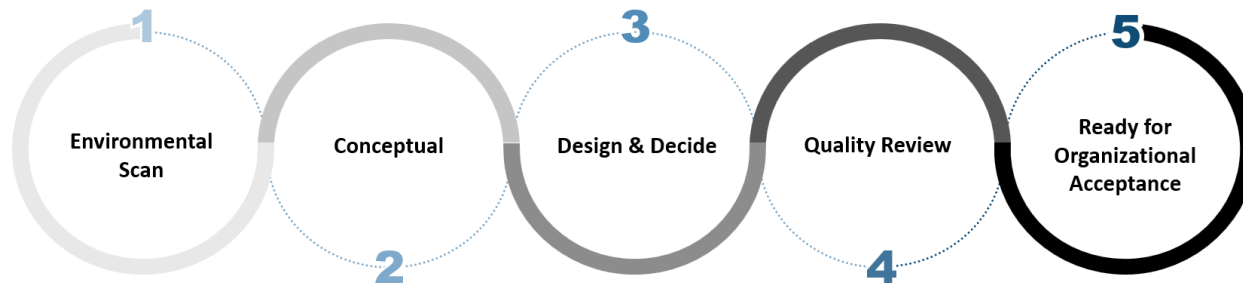 1
Environmental
Scan
2
Conceptual
3
Design & Decide
4
Quality Review
5
Ready for
Organizational
Acceptance